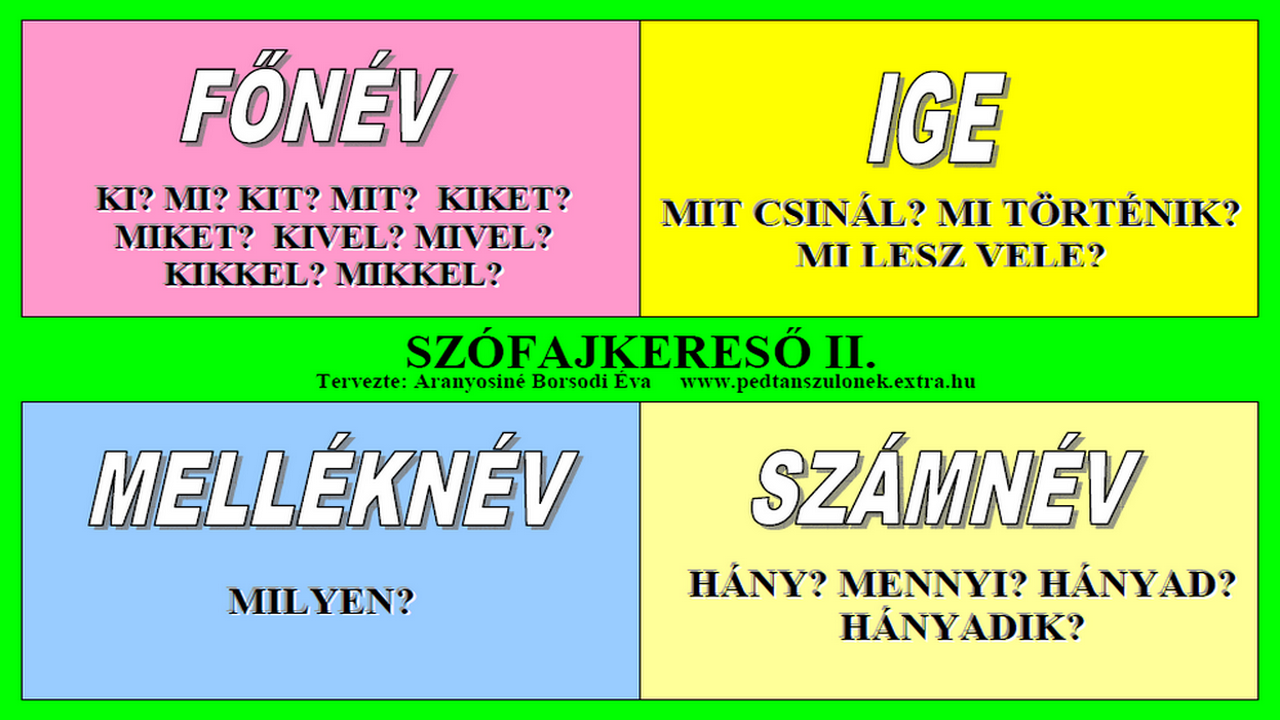 FŐNÉV
KI? MI? KIT? MIT? KIKET?
MIKET? KIVEL? MIVEL?
KIKKEL? MIKKEL?
IGE
MIT CSINÁL? MI TÖRTÉNIK?
MI LESZ VELE?
SZÓFAJKERESŐ II.
Tervezte: Aranyosiné Borsodi Éva www.pedtanszulonek.extra.hu
MELLÉKNÉV
MILYEN?
SZÁMNÉV
HÁNY? MENNYI? HÁNYAD?
HÁNYADIK?